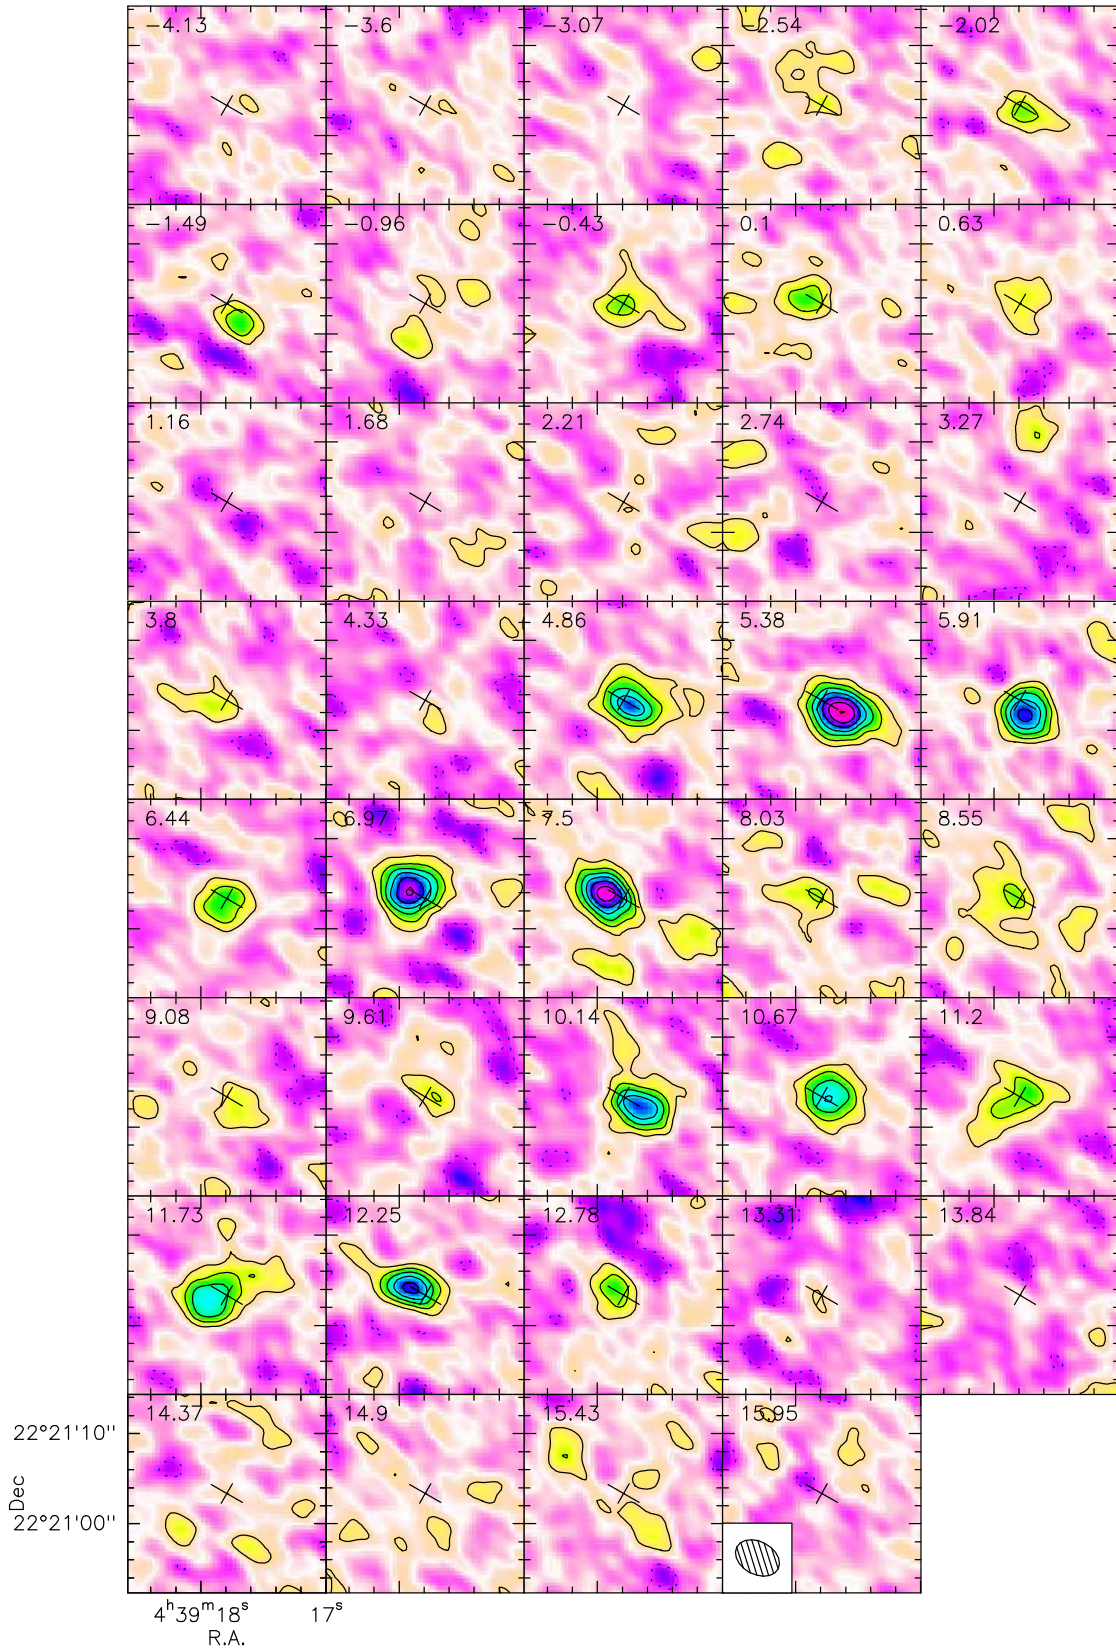 −4.13 −3.6 −3.07 −2.54 −2.02
−1.49 −0.96 −0.43 0.1 0.63
1.16 1.68 2.21 2.74 3.27
3.8 4.33 4.86 5.38 5.91
6.44 6.97 7.5 8.03 8.55
9.08 9.61 10.14 10.67 11.2
11.73 12.25 12.78 13.31 13.84
14.37 14.9 15.43 15.95
22°21'10''
Dec
22°21'00''
4ʰ39ᵐ18ˢ 17ˢ
R.A.